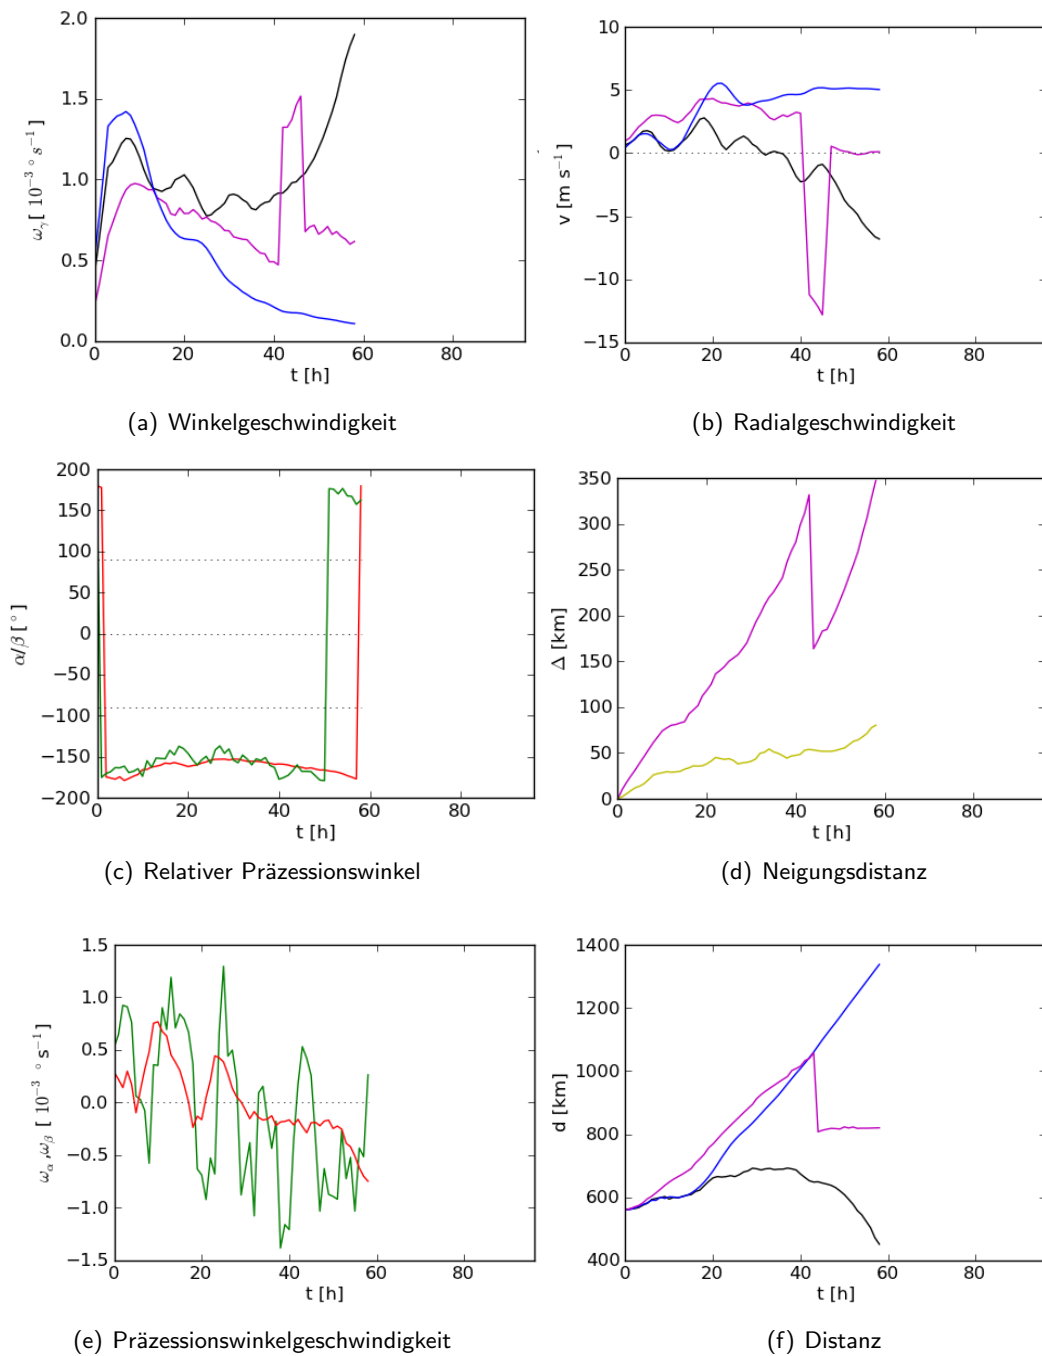 2.0
1.5
1.0
0.5
0.0
ω_γ [ 10⁻³ ° s⁻¹ ]
0 20 40 60 80
t [h]
(a) Winkelgeschwindigkeit
10
5
0
−5
−10
−15
v [m s⁻¹]
0 20 40 60 80
t [h]
(b) Radialgeschwindigkeit
200
150
100
50
0
−50
−100
−150
−200
α/β [ ° ]
0 20 40 60 80
t [h]
(c) Relativer Präzessionswinkel
350
300
250
200
150
100
50
0
Δ [km]
0 20 40 60 80
t [h]
(d) Neigungsdistanz
1.5
1.0
0.5
0.0
−0.5
−1.0
−1.5
ω_α,ω_β [ 10⁻³ ° s⁻¹ ]
0 20 40 60 80
t [h]
(e) Präzessionswinkelgeschwindigkeit
1400
1200
1000
800
600
400
d [km]
0 20 40 60 80
t [h]
(f) Distanz